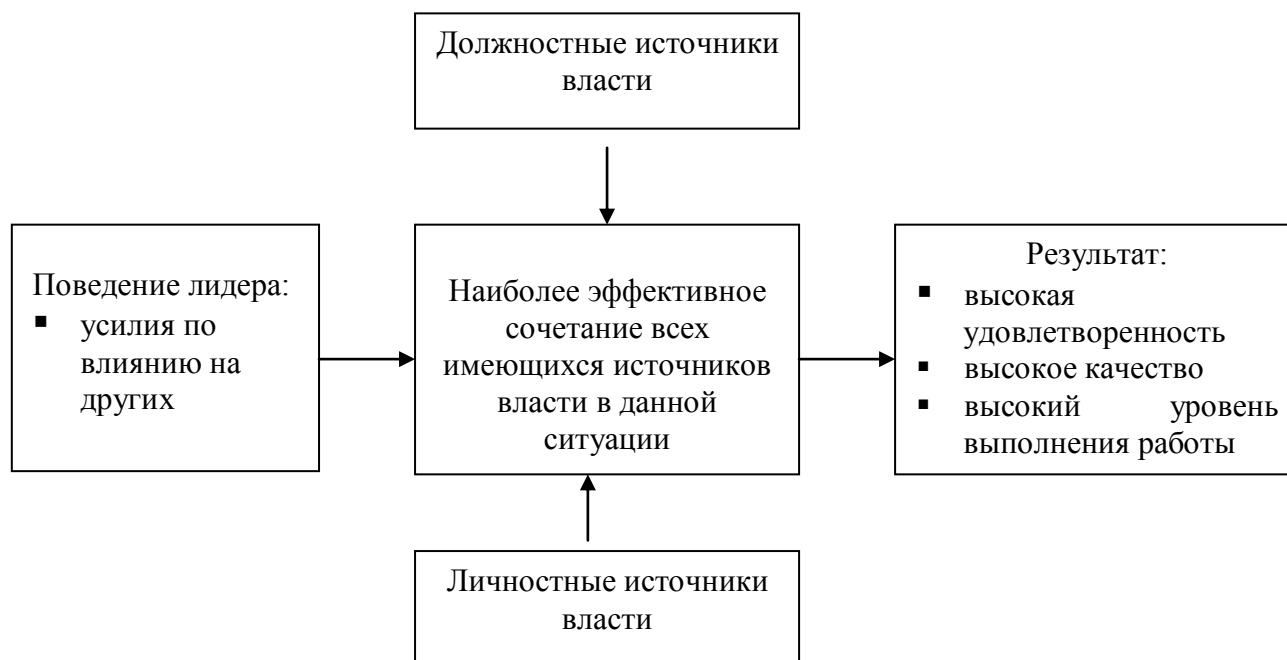 Должностные источники
власти
Поведение лидера:
▪ усилия по
влиянию на
других
Наиболее эффективное
сочетание всех
имеющихся источников
власти в данной
ситуации
Результат:
▪ высокая
удовлетворенность
▪ высокое качество
▪ высокий уровень
выполнения работы
Личностные источники
власти